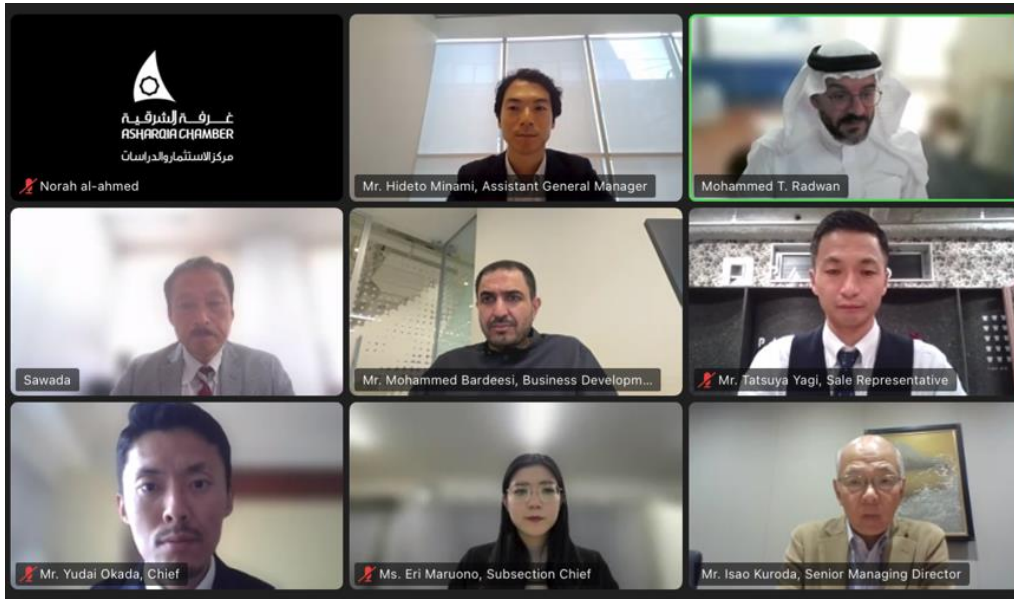 غرفة الشرقية
ASHARQIA CHAMBER
مركز الاستثمار والدراسات
Norah al-ahmed
Mr. Hideto Minami, Assistant General Manager
Mohammed T. Radwan
Sawada
Mr. Mohammed Bardeesi, Business Developm...
Mr. Tatsuya Yagi, Sale Representative
Mr. Yudai Okada, Chief
Ms. Eri Maruono, Subsection Chief
Mr. Isao Kuroda, Senior Managing Director